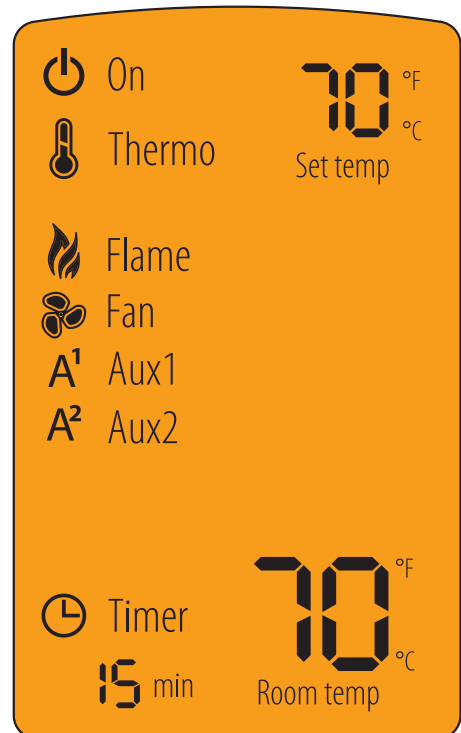 On
70 °F
°C
Thermo
Set temp
Flame
Fan
A¹ Aux1
A² Aux2
70 °F
°C
Timer
15 min
Room temp